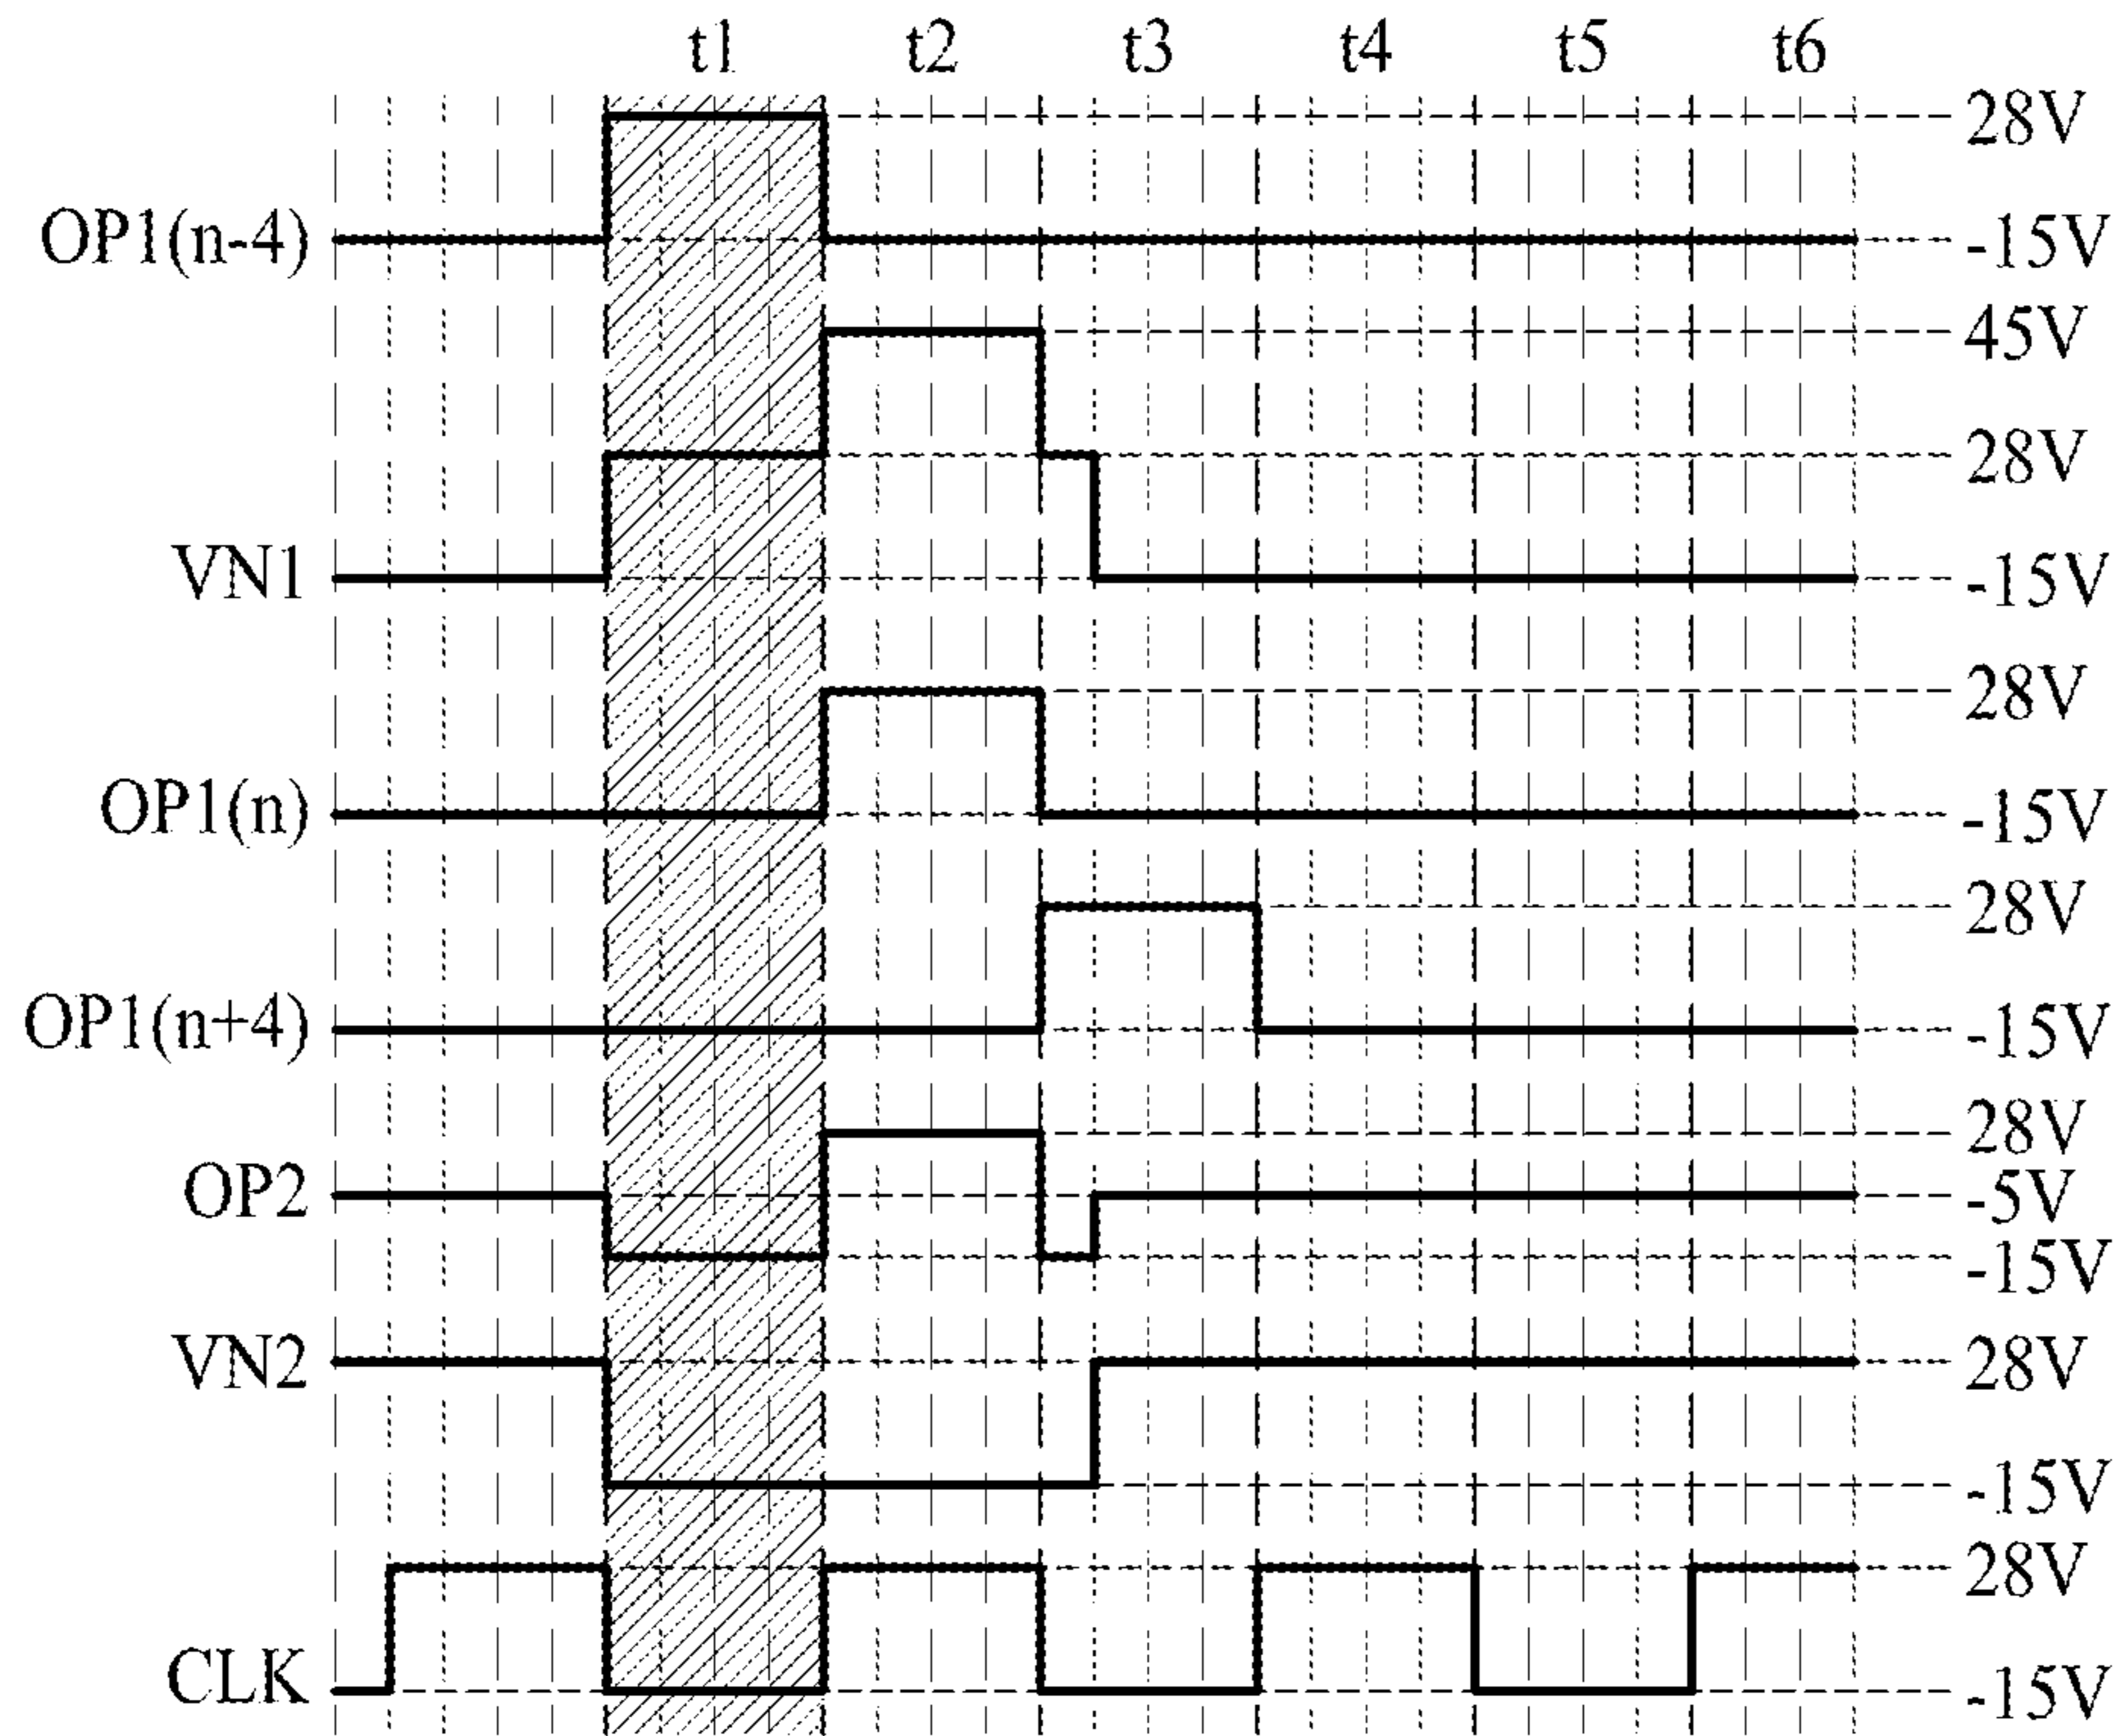 t1 t2 t3 t4 t5 t6
28V
OP1(n-4) -15V
45V
28V
VN1 -15V
28V
OP1(n) -15V
28V
OP1(n+4) -15V
28V
OP2 -5V
-15V
VN2 28V
-15V
28V
CLK -15V